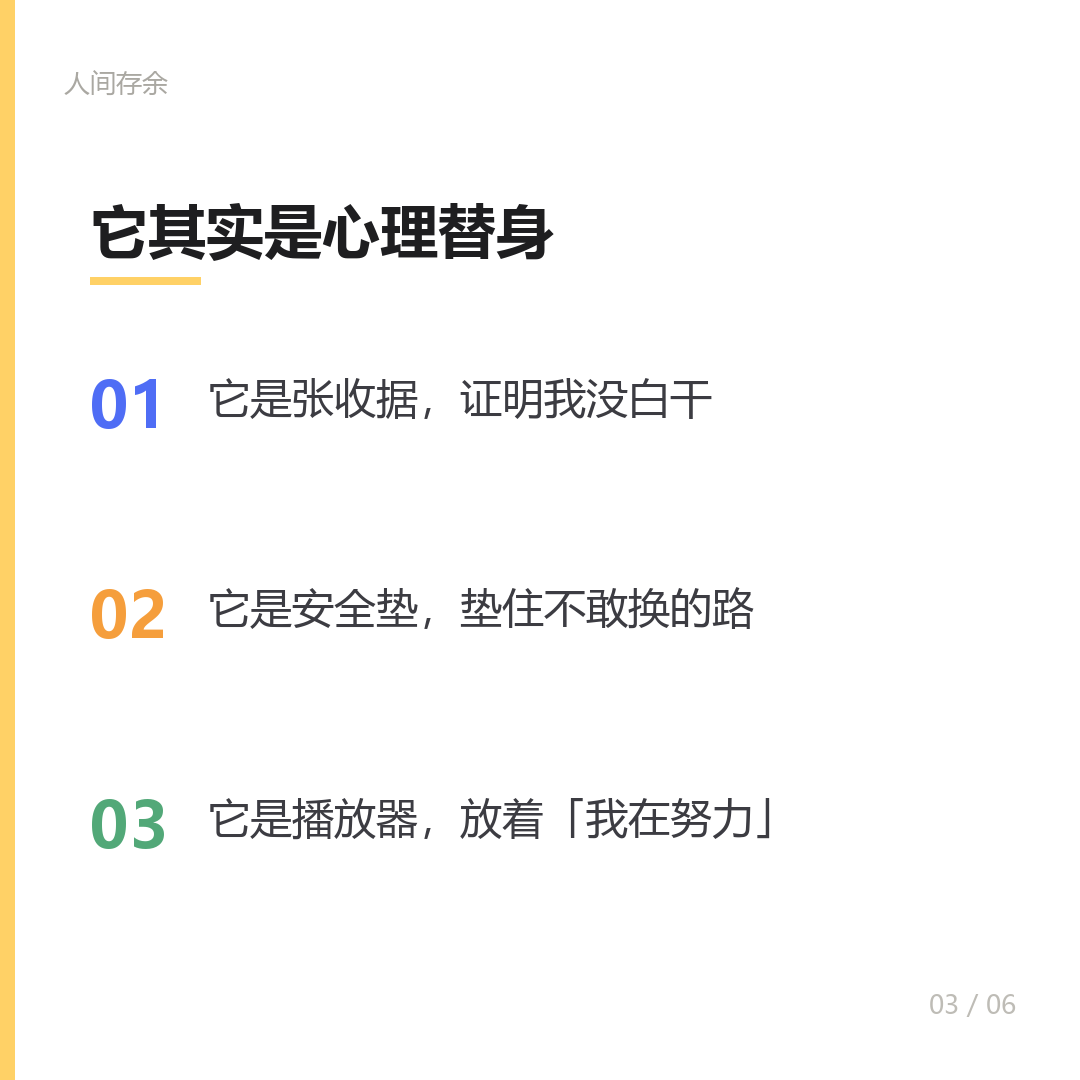 人间存余
它其实是心理替身
01 它是张收据，证明我没白干
02 它是安全垫，垫住不敢换的路
03 它是播放器，放着「我在努力」
03 / 06